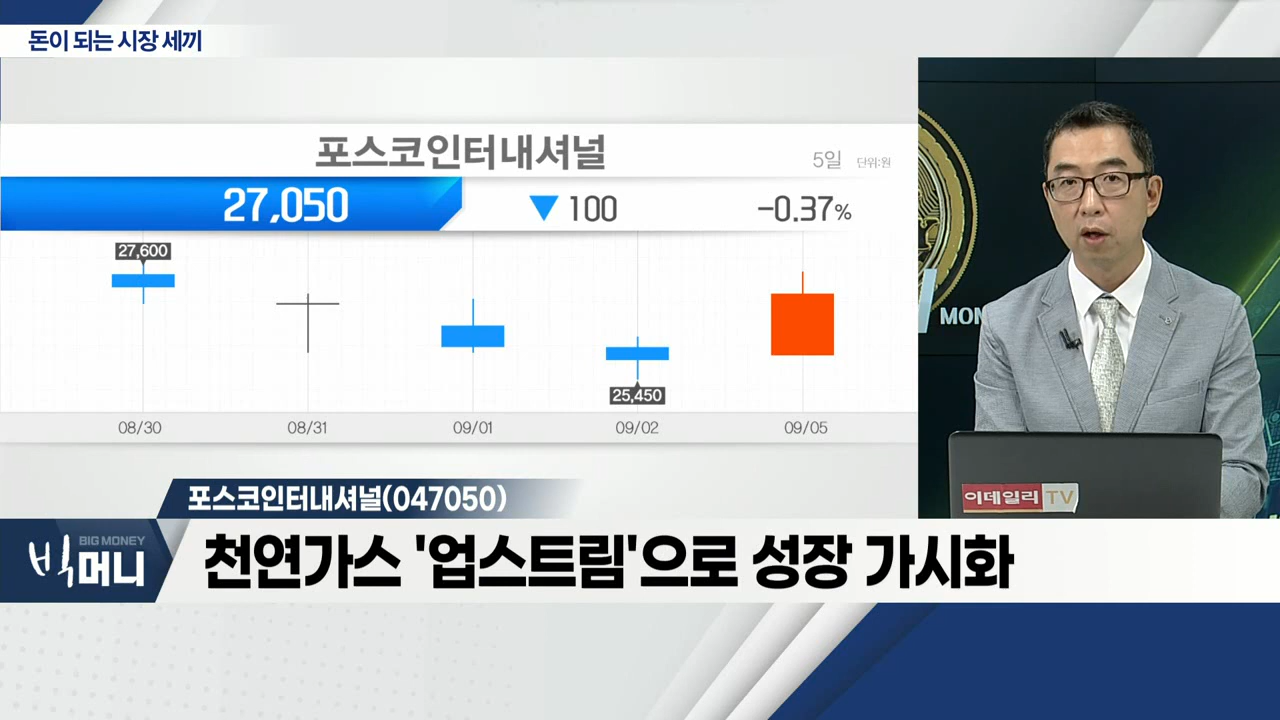 돈이 되는 시장 세끼
포스코인터내셔널
5일 단위:원
27,050 ▼ 100 -0.37%
27,600
25,450
08/30 08/31 09/01 09/02 09/05
MON
이데일리 TV
포스코인터내셔널(047050)
BIG MONEY
빅머니
천연가스 '업스트림'으로 성장 가시화